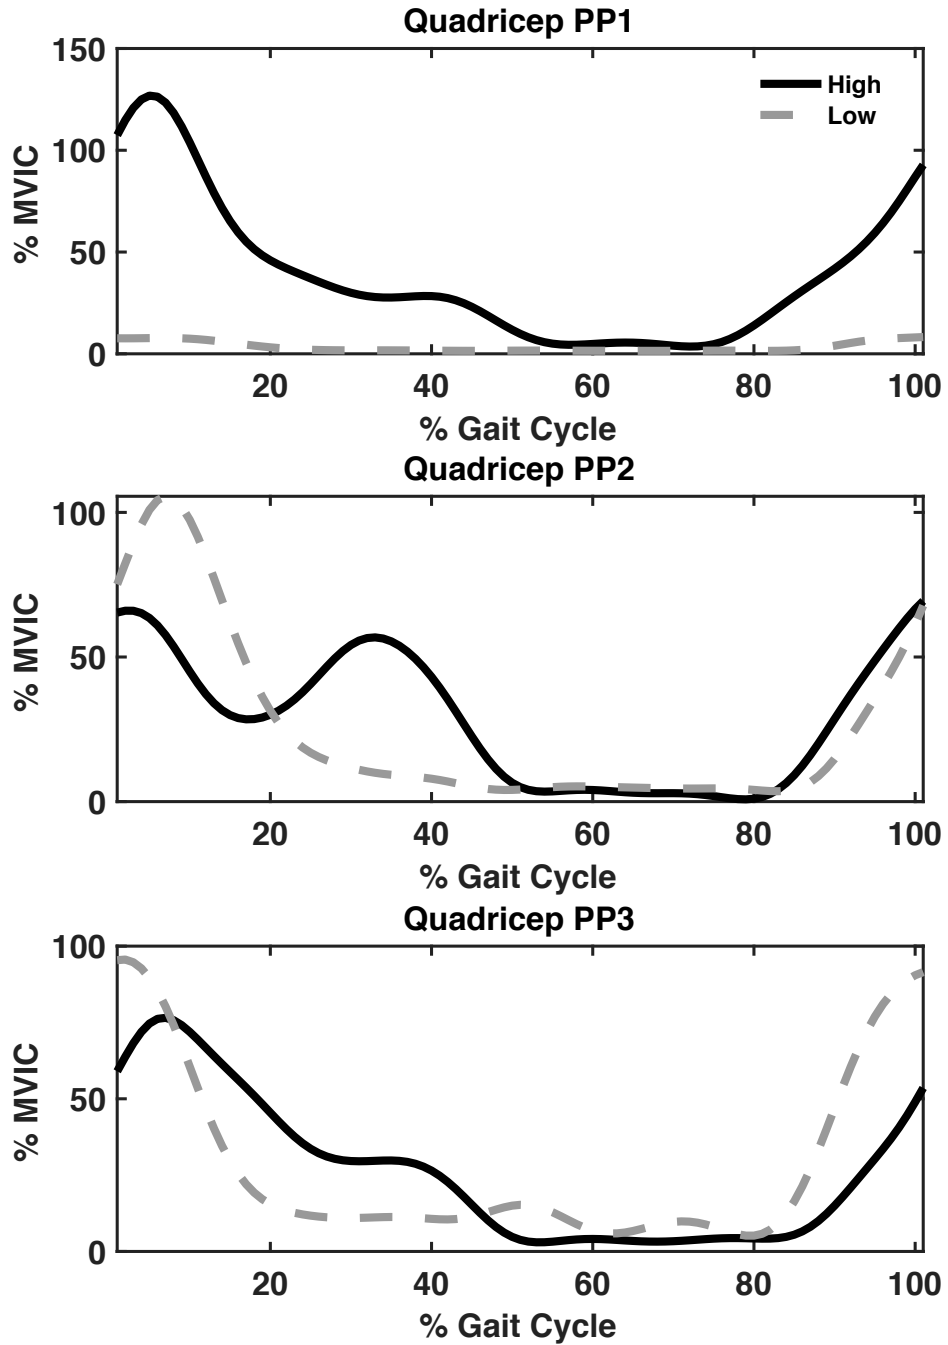 Quadricep PP1
150
100
50
0
% MVIC
High
Low
20 40 60 80 100
% Gait Cycle
Quadricep PP2
100
50
0
% MVIC
20 40 60 80 100
% Gait Cycle
Quadricep PP3
100
50
0
% MVIC
20 40 60 80 100
% Gait Cycle